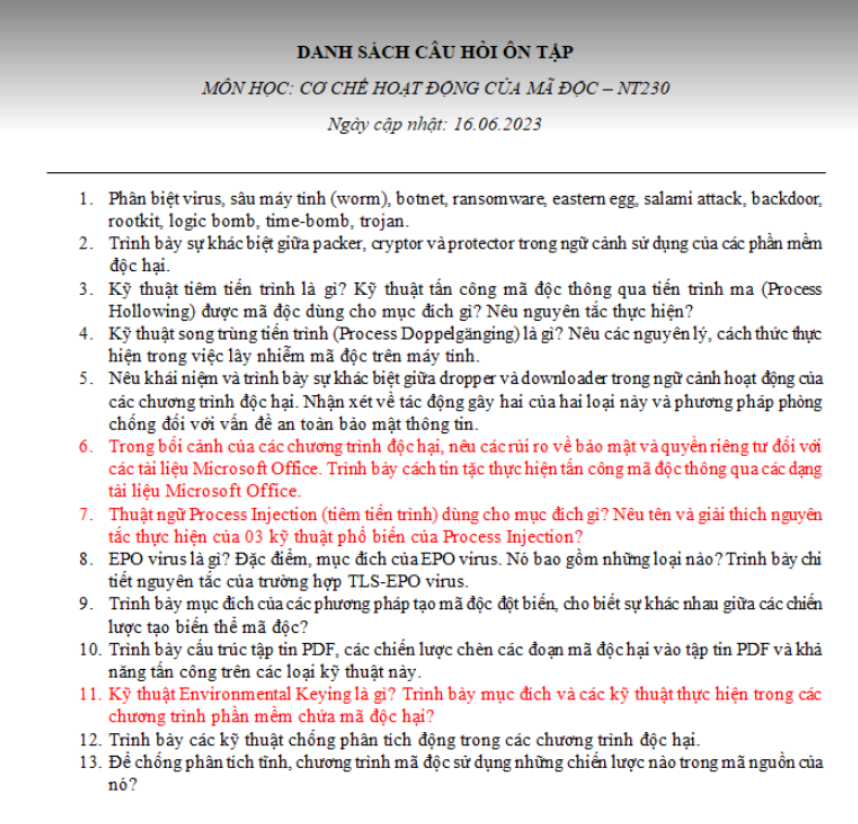 DANH SÁCH CÂU HỎI ÔN TẬP
MÔN HỌC: CƠ CHẾ HOẠT ĐỘNG CỦA MÃ ĐỘC – NT230
Ngày cập nhật: 16.06.2023
1. Phân biệt virus, sâu máy tính (worm), botnet, ransomware, eastern egg, salami attack, backdoor,
rootkit, logic bomb, time-bomb, trojan.
2. Trình bày sự khác biệt giữa packer, cryptor và protector trong ngữ cảnh sử dụng của các phần mềm
độc hại.
3. Kỹ thuật tiêm tiến trình là gì? Kỹ thuật tấn công mã độc thông qua tiến trình ma (Process
Hollowing) được mã độc dùng cho mục đích gì? Nêu nguyên tắc thực hiện?
4. Kỹ thuật song trùng tiến trình (Process Doppelgänging) là gì? Nêu các nguyên lý, cách thức thực
hiện trong việc lây nhiễm mã độc trên máy tính.
5. Nêu khái niệm và trình bày sự khác biệt giữa dropper và downloader trong ngữ cảnh hoạt động của
các chương trình độc hại. Nhận xét về tác động gây hai của hai loại này và phương pháp phòng
chống đối với vấn đề an toàn bảo mật thông tin.
6. Trong bối cảnh của các chương trình độc hại, nêu các rủi ro về bảo mật và quyền riêng tư đối với
các tài liệu Microsoft Office. Trình bày cách tin tặc thực hiện tấn công mã độc thông qua các dạng
tài liệu Microsoft Office.
7. Thuật ngữ Process Injection (tiêm tiến trình) dùng cho mục đích gì? Nêu tên và giải thích nguyên
tắc thực hiện của 03 kỹ thuật phổ biến của Process Injection?
8. EPO virus là gì? Đặc điểm, mục đích của EPO virus. Nó bao gồm những loại nào? Trình bày chi
tiết nguyên tắc của trường hợp TLS-EPO virus.
9. Trình bày mục đích của các phương pháp tạo mã độc đột biến, cho biết sự khác nhau giữa các chiến
lược tạo biến thể mã độc?
10. Trình bày cấu trúc tập tin PDF, các chiến lược chèn các đoạn mã độc hại vào tập tin PDF và khả
năng tấn công trên các loại kỹ thuật này.
11. Kỹ thuật Environmental Keying là gì? Trình bày mục đích và các kỹ thuật thực hiện trong các
chương trình phần mềm chứa mã độc hại?
12. Trình bày các kỹ thuật chống phân tích động trong các chương trình độc hại.
13. Để chống phân tích tĩnh, chương trình mã độc sử dụng những chiến lược nào trong mã nguồn của
nó?